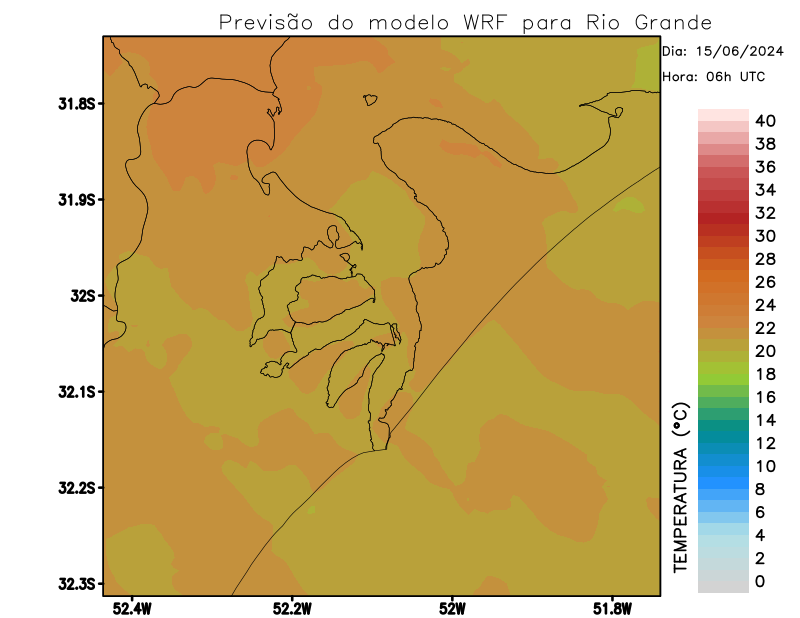 Previsão do modelo WRF para Rio Grande
Dia: 15/06/2024
Hora: 06h UTC
31.8S
31.9S
32S
32.1S
32.2S
32.3S
52.4W
52.2W
52W
51.8W
40
38
36
34
32
30
28
26
24
22
20
18
16
14
12
10
8
6
4
2
0
TEMPERATURA (°C)